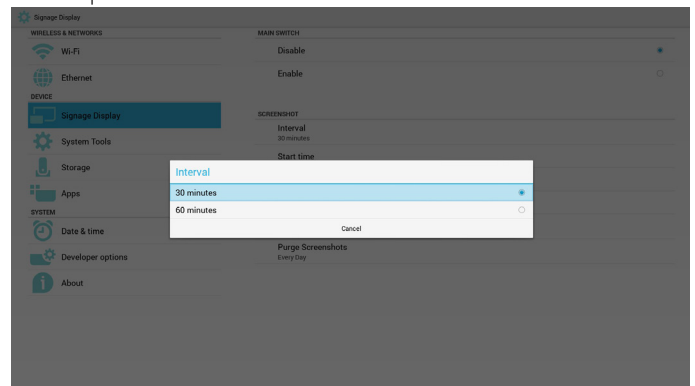 Signage Display
WIRELESS & NETWORKS
Wi-Fi
Ethernet
DEVICE
Signage Display
System Tools
Storage
Apps
SYSTEM
Date & time
Developer options
About
MAIN SWITCH
Disable
Enable
SCREENSHOT
Interval
30 minutes
Start time
Interval
30 minutes
60 minutes
Cancel
Purge Screenshots
Every Day